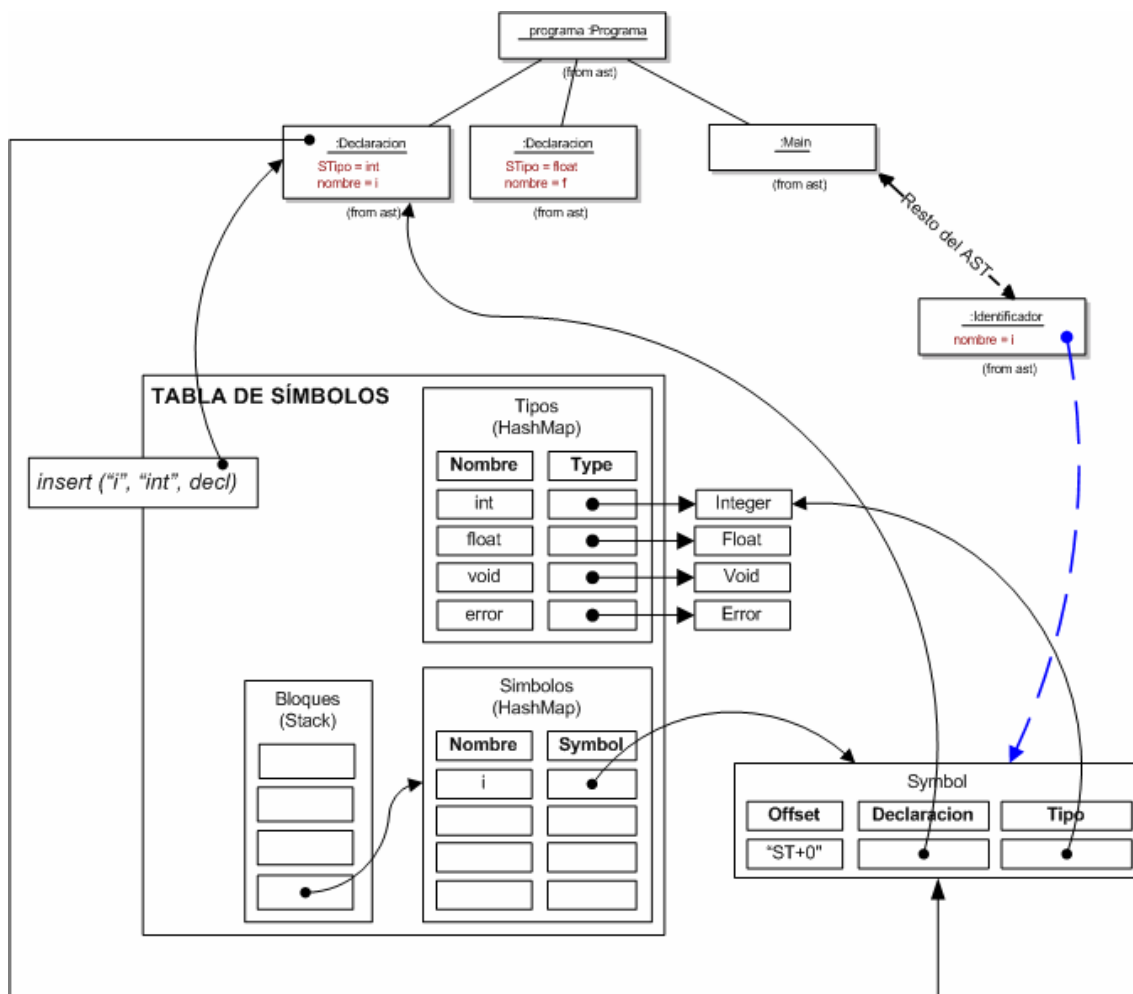 programa :Programa
(from ast)
:Declaracion
STipo = int
nombre = i
(from ast)
:Declaracion
STipo = float
nombre = f
(from ast)
:Main
(from ast)
Resto del AST
:Identificador
nombre = i
(from ast)
TABLA DE SÍMBOLOS
insert (“i”, “int”, decl)
Tipos
(HashMap)
Nombre Type
int Integer
float Float
void Void
error Error
Bloques
(Stack)
Simbolos
(HashMap)
Nombre Symbol
i
Symbol
Offset Declaracion Tipo
“ST+0"